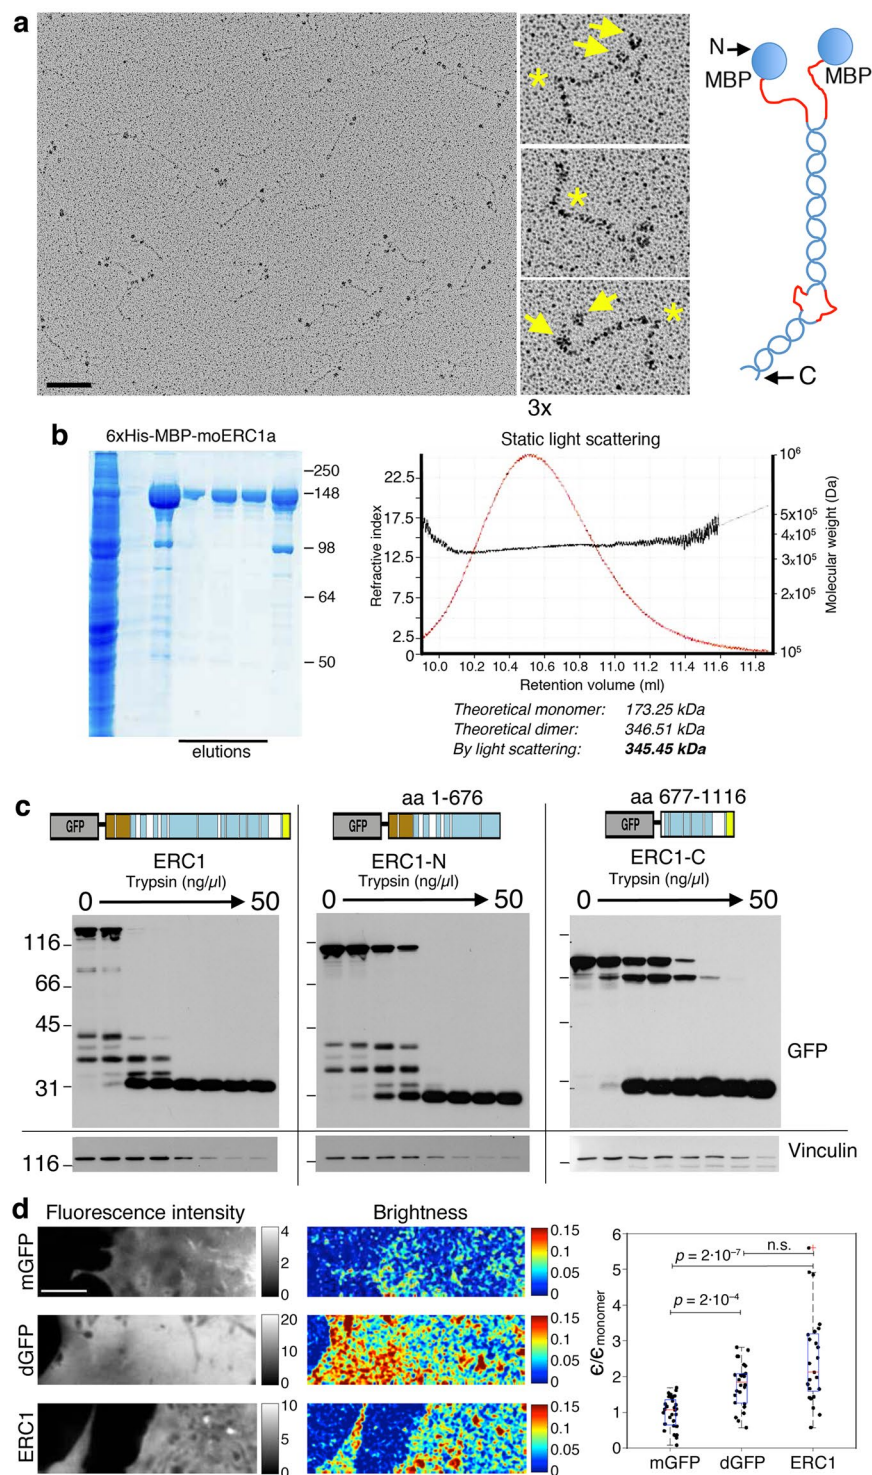 a
N
MBP
MBP
C
3x
b
6xHis-MBP-moERC1a
250
148
98
64
50
elutions
Static light scattering
Refractive index
22.5
17.5
12.5
7.5
2.5
0
10.0 10.2 10.4 10.6 10.8 11.0 11.2 11.4 11.6 11.8
Retention volume (ml)
10⁶
5x10⁵
4x10⁵
3x10⁵
2x10⁵
10⁵
Molecular weight (Da)
Theoretical monomer: 173.25 kDa
Theoretical dimer: 346.51 kDa
By light scattering: 345.45 kDa
c
GFP
ERC1
Trypsin (ng/µl)
0 50
aa 1-676
GFP
ERC1-N
Trypsin (ng/µl)
0 50
aa 677-1116
GFP
ERC1-C
Trypsin (ng/µl)
0 50
116
66
45
31
GFP
116
Vinculin
d
Fluorescence intensity
Brightness
mGFP
4
2
0
0.15
0.1
0.05
0
dGFP
20
10
0
0.15
0.1
0.05
0
ERC1
10
5
0
0.15
0.1
0.05
0
ϵ/ϵmonomer
6
5
4
3
2
1
0
n.s.
p = 2·10⁻⁷
p = 2·10⁻⁴
mGFP dGFP ERC1